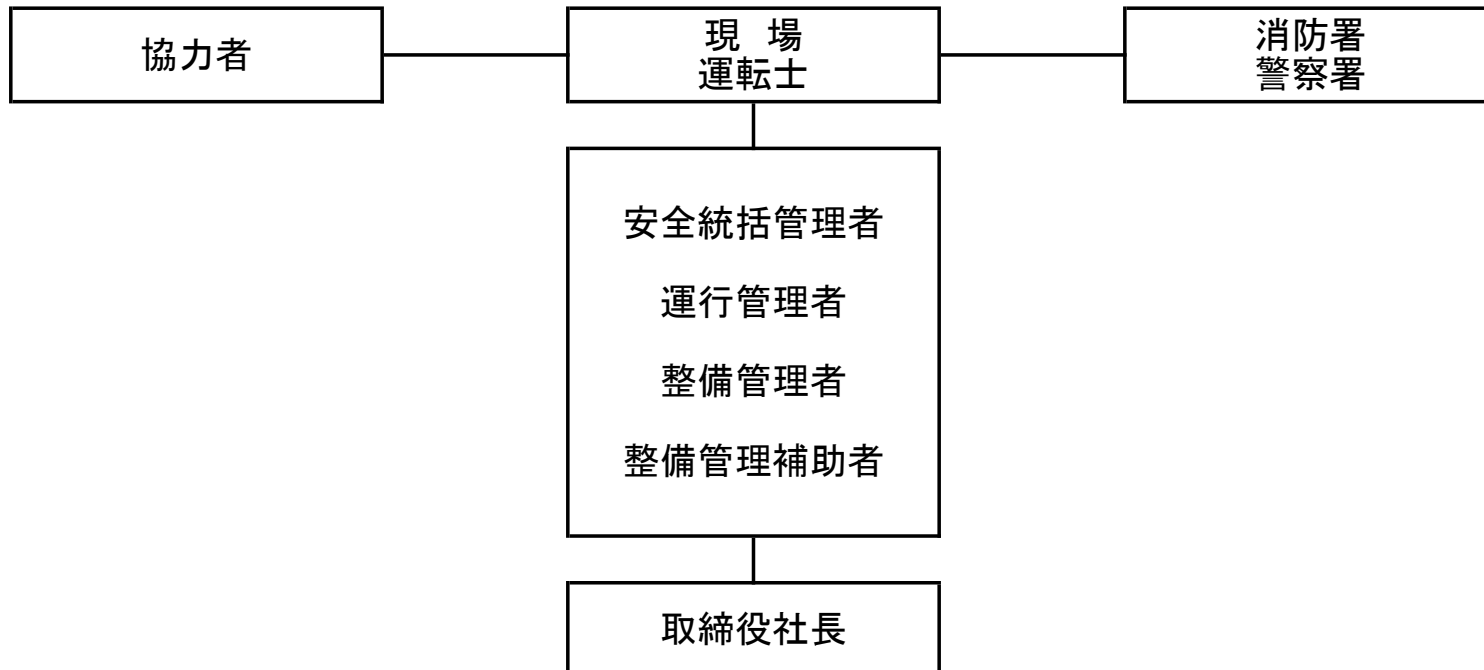 協力者
現 場
運転士
消防署
警察署
安全統括管理者
運行管理者
整備管理者
整備管理補助者
取締役社長